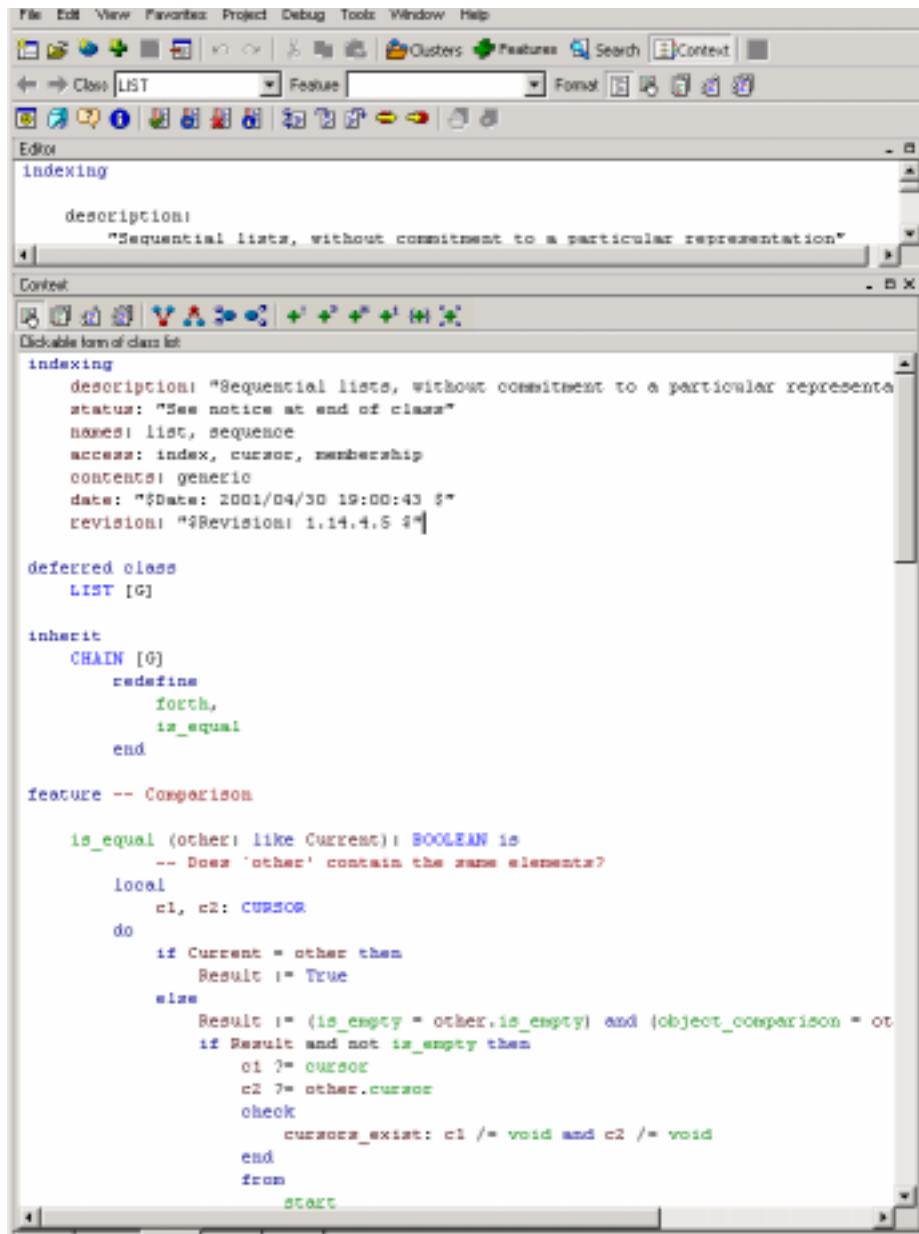 File Edit View Favorites Project Debug Tools Window Help
Clusters Features Search Context
Class LIST Feature Format
Editor
indexing
description:
"Sequential lists, without commitment to a particular representation"
Context
Clickable form of class list
indexing
description: "Sequential lists, without commitment to a particular representa
status: "See notice at end of class"
names: list, sequence
access: index, cursor, membership
contents: generic
date: "$Date: 2001/04/30 19:00:43 $"
revision: "$Revision: 1.14.4.5 $"
deferred class
LIST [G]
inherit
CHAIN [G]
redefine
forth,
is_equal
end
feature -- Comparison
is_equal (other: like Current): BOOLEAN is
-- Does `other' contain the same elements?
local
c1, c2: CURSOR
do
if Current = other then
Result := True
else
Result := (is_empty = other.is_empty) and (object_comparison = ot
if Result and not is_empty then
c1 ?= cursor
c2 ?= other.cursor
check
cursors_exist: c1 /= void and c2 /= void
end
from
start